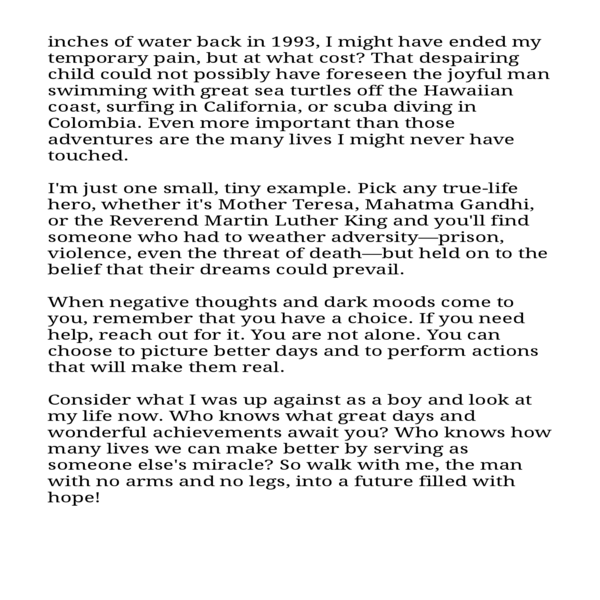 inches of water back in 1993, I might have ended my
temporary pain, but at what cost? That despairing
child could not possibly have foreseen the joyful man
swimming with great sea turtles off the Hawaiian
coast, surfing in California, or scuba diving in
Colombia. Even more important than those
adventures are the many lives I might never have
touched.
I'm just one small, tiny example. Pick any true-life
hero, whether it's Mother Teresa, Mahatma Gandhi,
or the Reverend Martin Luther King and you'll find
someone who had to weather adversity—prison,
violence, even the threat of death—but held on to the
belief that their dreams could prevail.
When negative thoughts and dark moods come to
you, remember that you have a choice. If you need
help, reach out for it. You are not alone. You can
choose to picture better days and to perform actions
that will make them real.
Consider what I was up against as a boy and look at
my life now. Who knows what great days and
wonderful achievements await you? Who knows how
many lives we can make better by serving as
someone else's miracle? So walk with me, the man
with no arms and no legs, into a future filled with
hope!